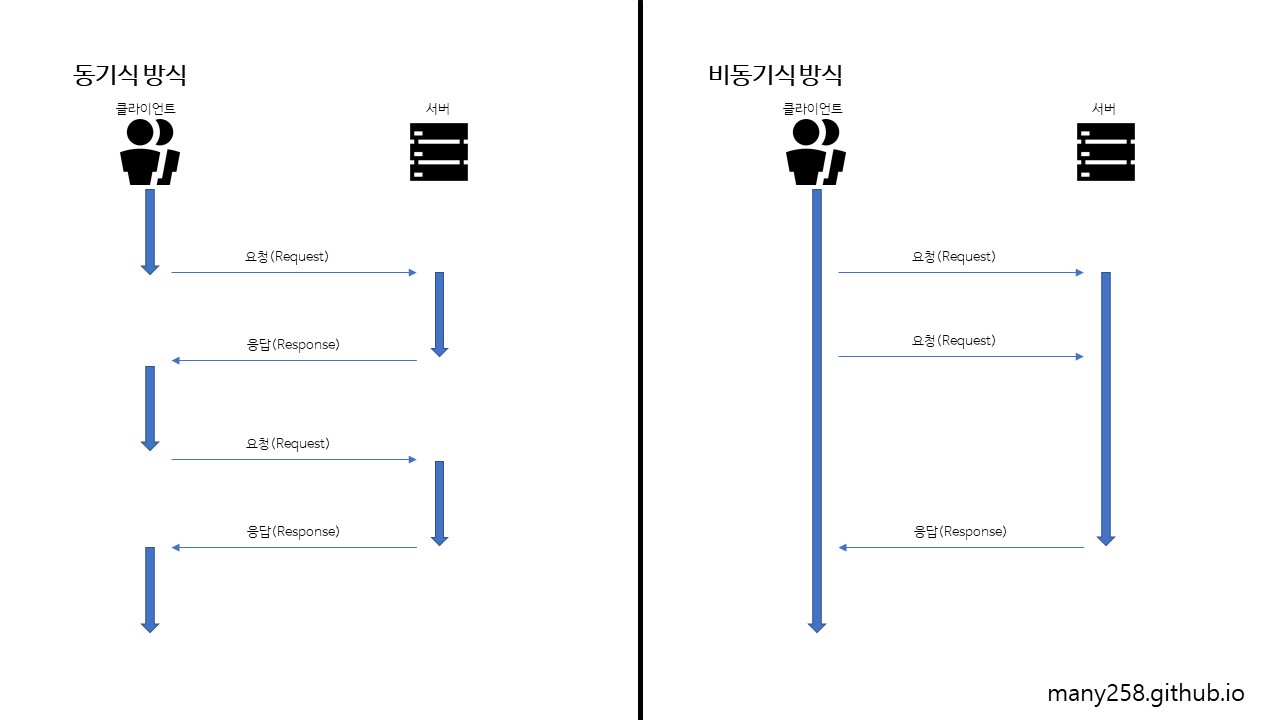 동기식 방식
클라이언트
서버
요청(Request)
응답(Response)
요청(Request)
응답(Response)
비동기식 방식
클라이언트
서버
요청(Request)
요청(Request)
응답(Response)
many258.github.io